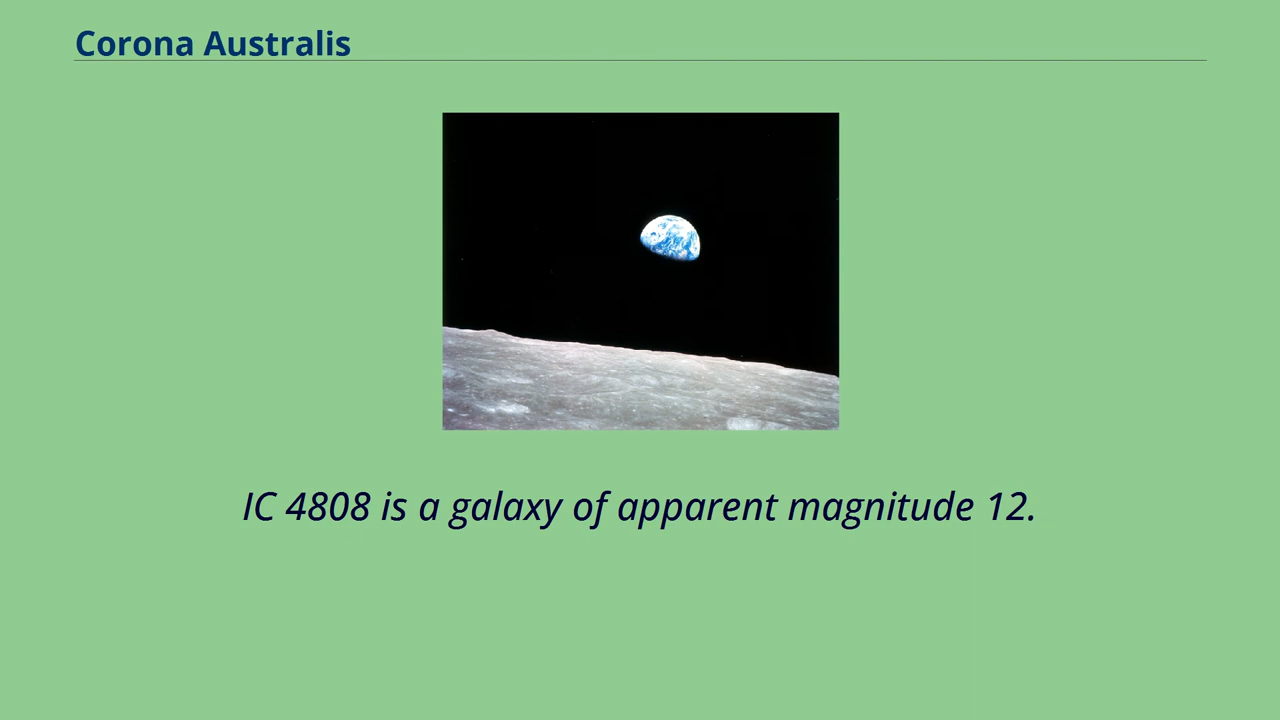 Corona Australis
IC 4808 is a galaxy of apparent magnitude 12.